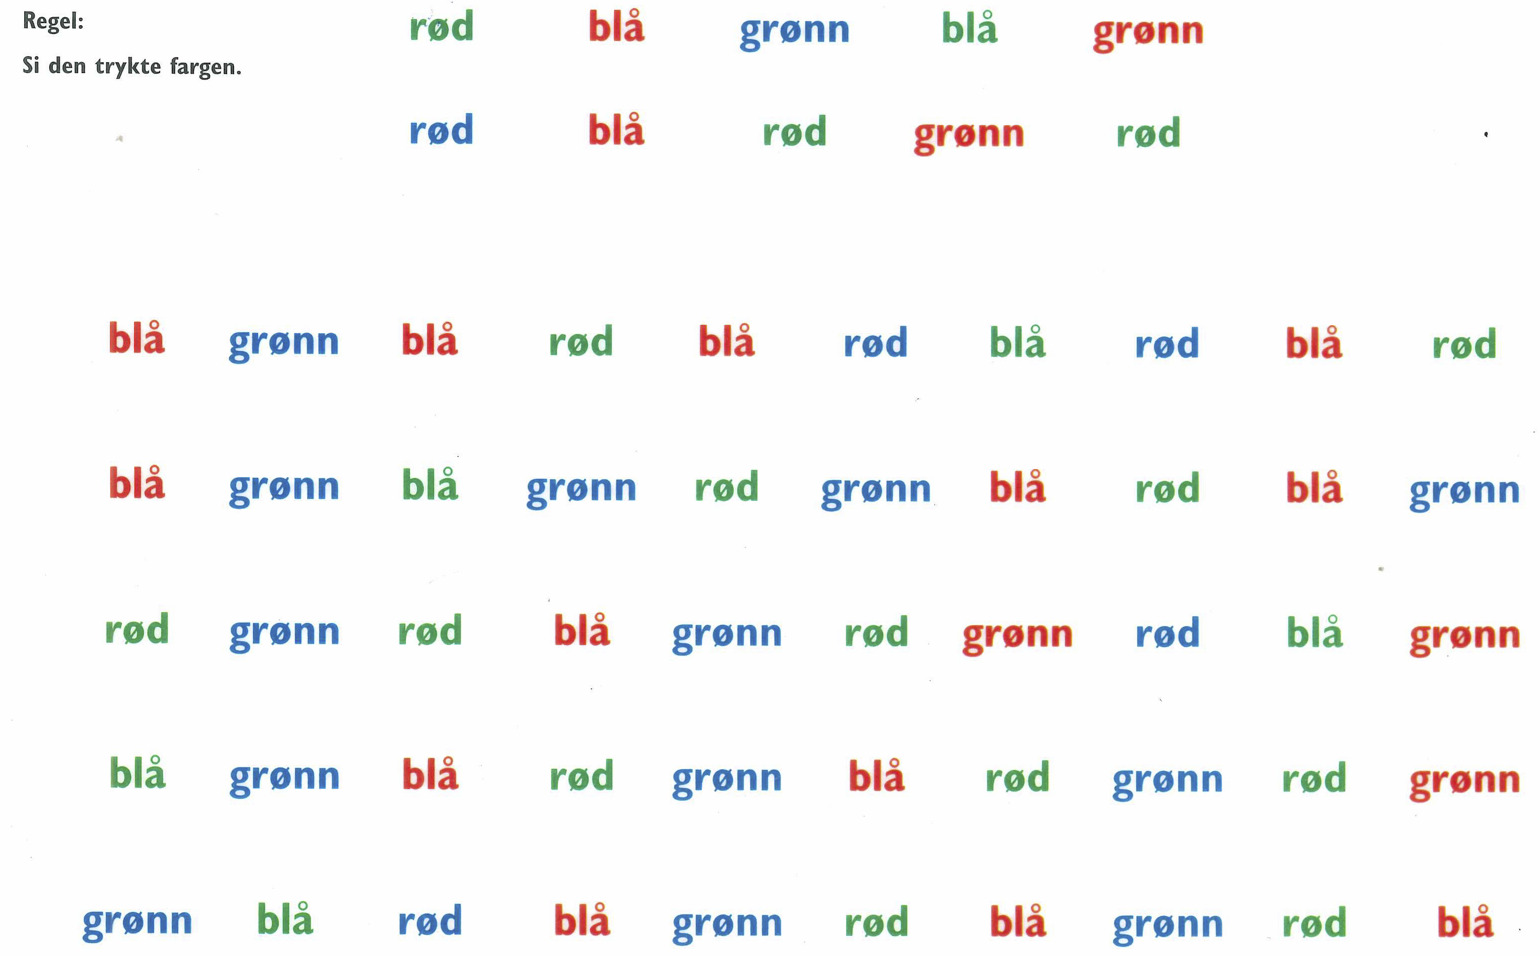 Regel:
Si den trykte fargen.
rød blå grønn blå grønn
rød blå rød grønn rød
blå grønn blå rød blå rød blå rød blå rød
blå grønn blå grønn rød grønn blå rød blå grønn
rød grønn rød blå grønn rød grønn rød blå grønn
blå grønn blå rød grønn blå rød grønn rød grønn
grønn blå rød blå grønn rød blå grønn rød blå